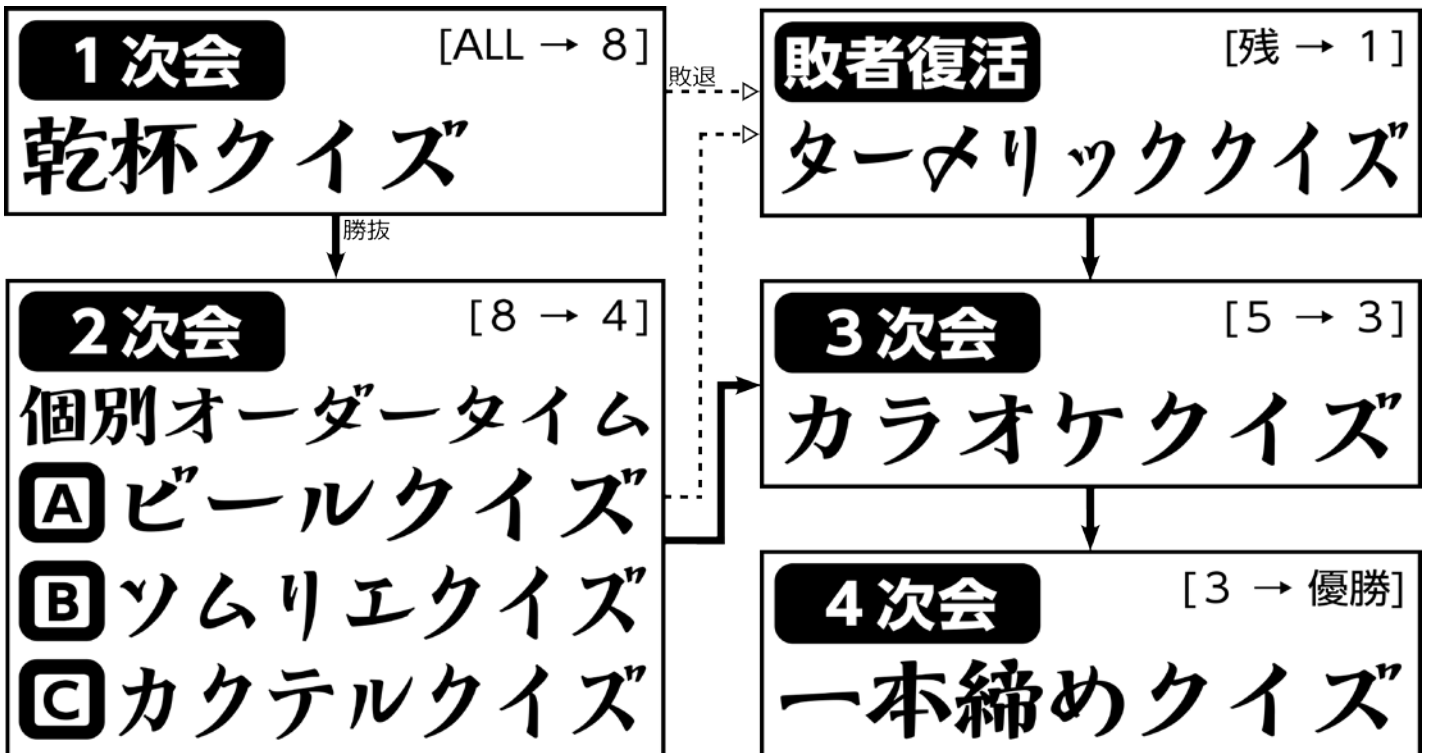 1次会 [ALL → 8]
乾杯クイズ
敗退
勝抜
2次会 [8 → 4]
個別オーダータイム
A ビールクイズ
B ソムリエクイズ
C カクテルクイズ
敗者復活 [残 → 1]
ターメリッククイズ
3次会 [5 → 3]
カラオケクイズ
4次会 [3 → 優勝]
一本締めクイズ